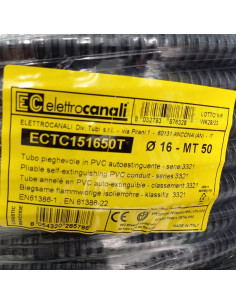 EC elettrocanali
ELETTROCANALI Div. Tubi s.r.l. - via Pireni 1 - 60131 ANCONA (AN) - IT
ECTC151650T Ø 16 - MT 50
Tubo pieghevole in PVC autoestinguente - serie 3321
Pliable self-extinguishing PVC conduit - series 3321
Tube annelé en PVC auto-extinguible - classement 3321
Biegsame flammwidrige Isolierrohre - klassifiz 3321
EN61386-1 EN 61386-22